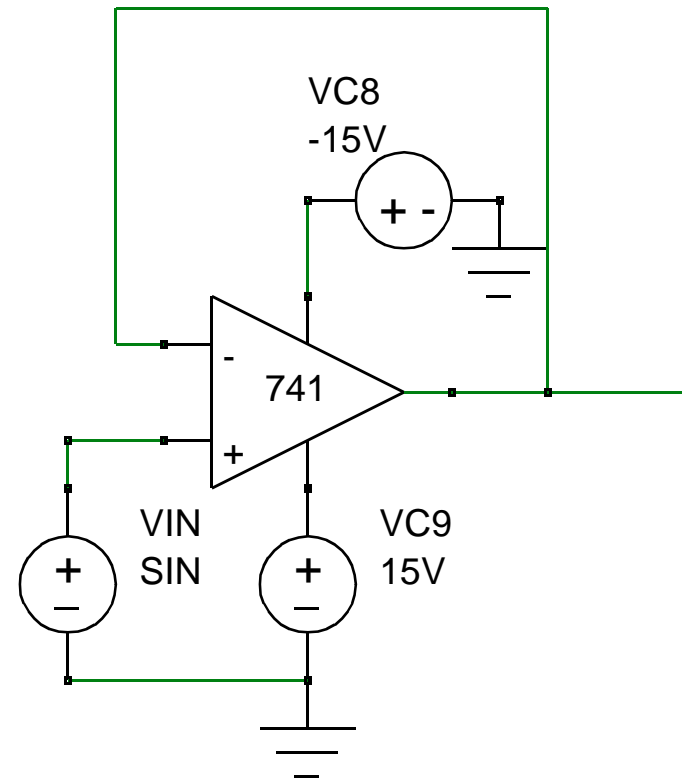 VC8
-15V
+ -
-
741
+
VIN
SIN
+
–
VC9
15V
+
–